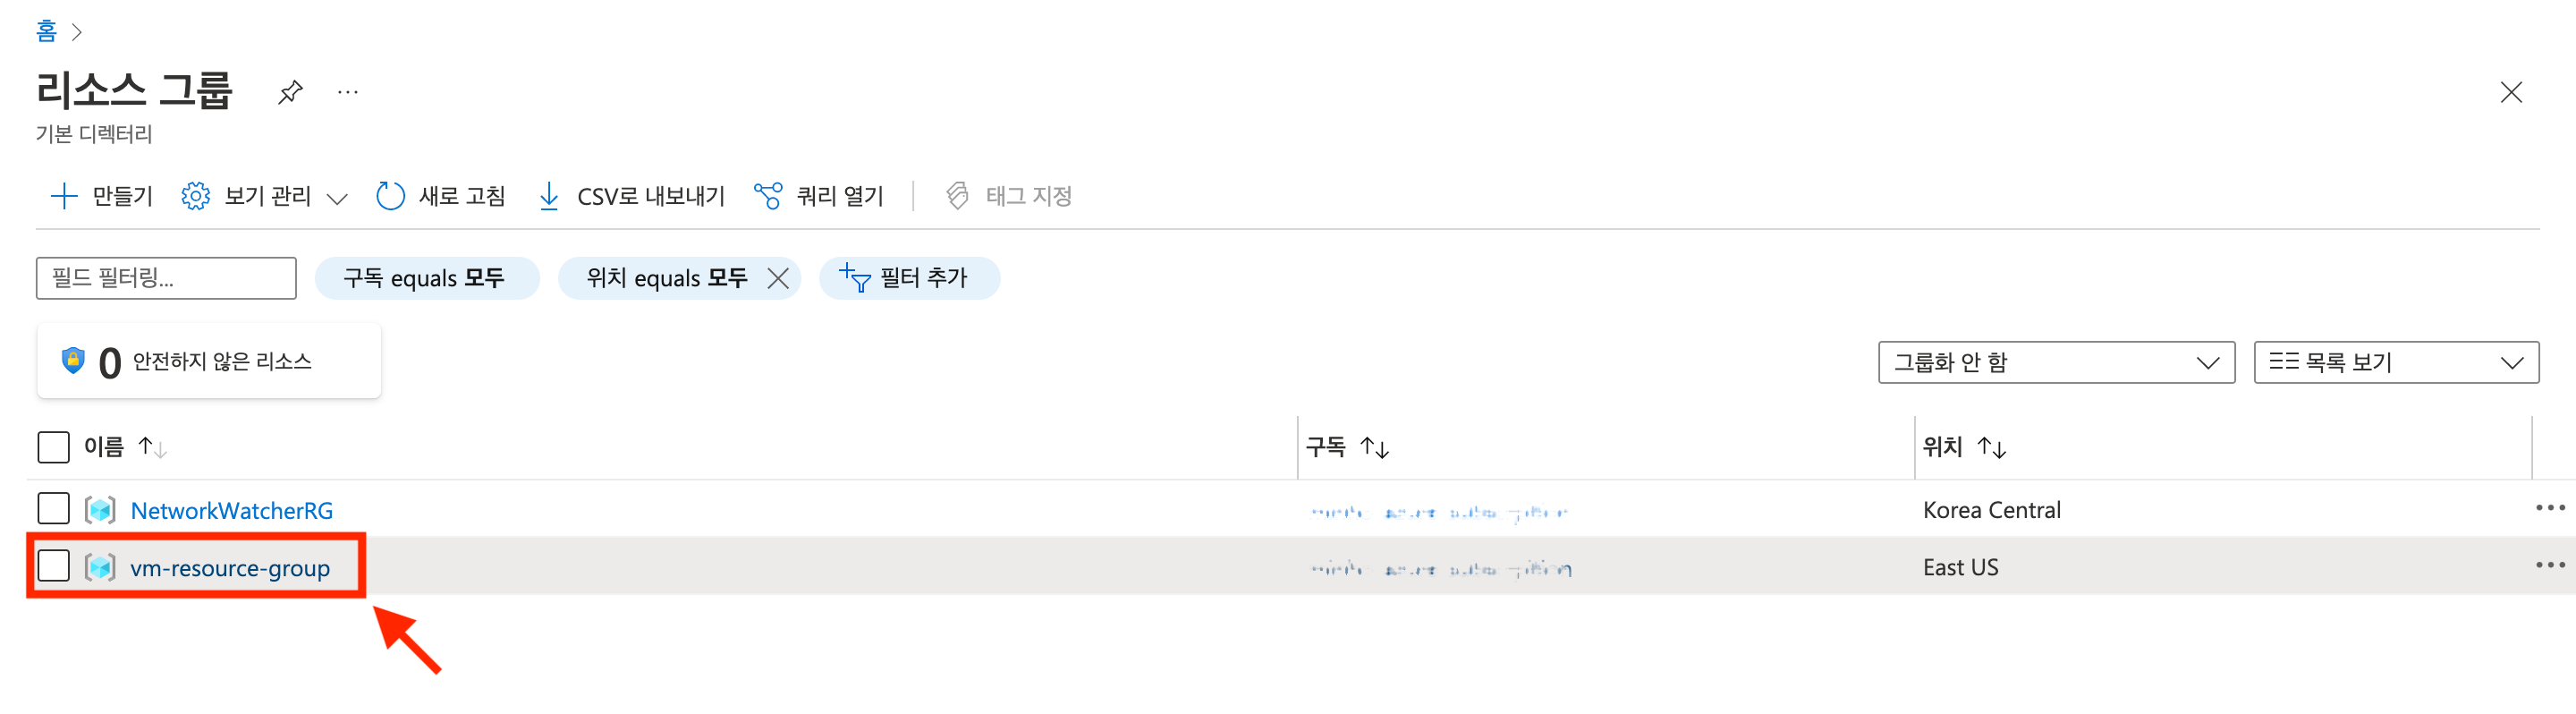 홈 >
리소스 그룹 ...
기본 디렉터리
만들기 보기 관리 새로 고침 CSV로 내보내기 쿼리 열기 태그 지정
필드 필터링... 구독 equals 모두 위치 equals 모두 필터 추가
0 안전하지 않은 리소스
그룹화 안 함 목록 보기
이름 ↑↓ 구독 ↑↓ 위치 ↑↓
NetworkWatcherRG Korea Central ...
vm-resource-group East US ...